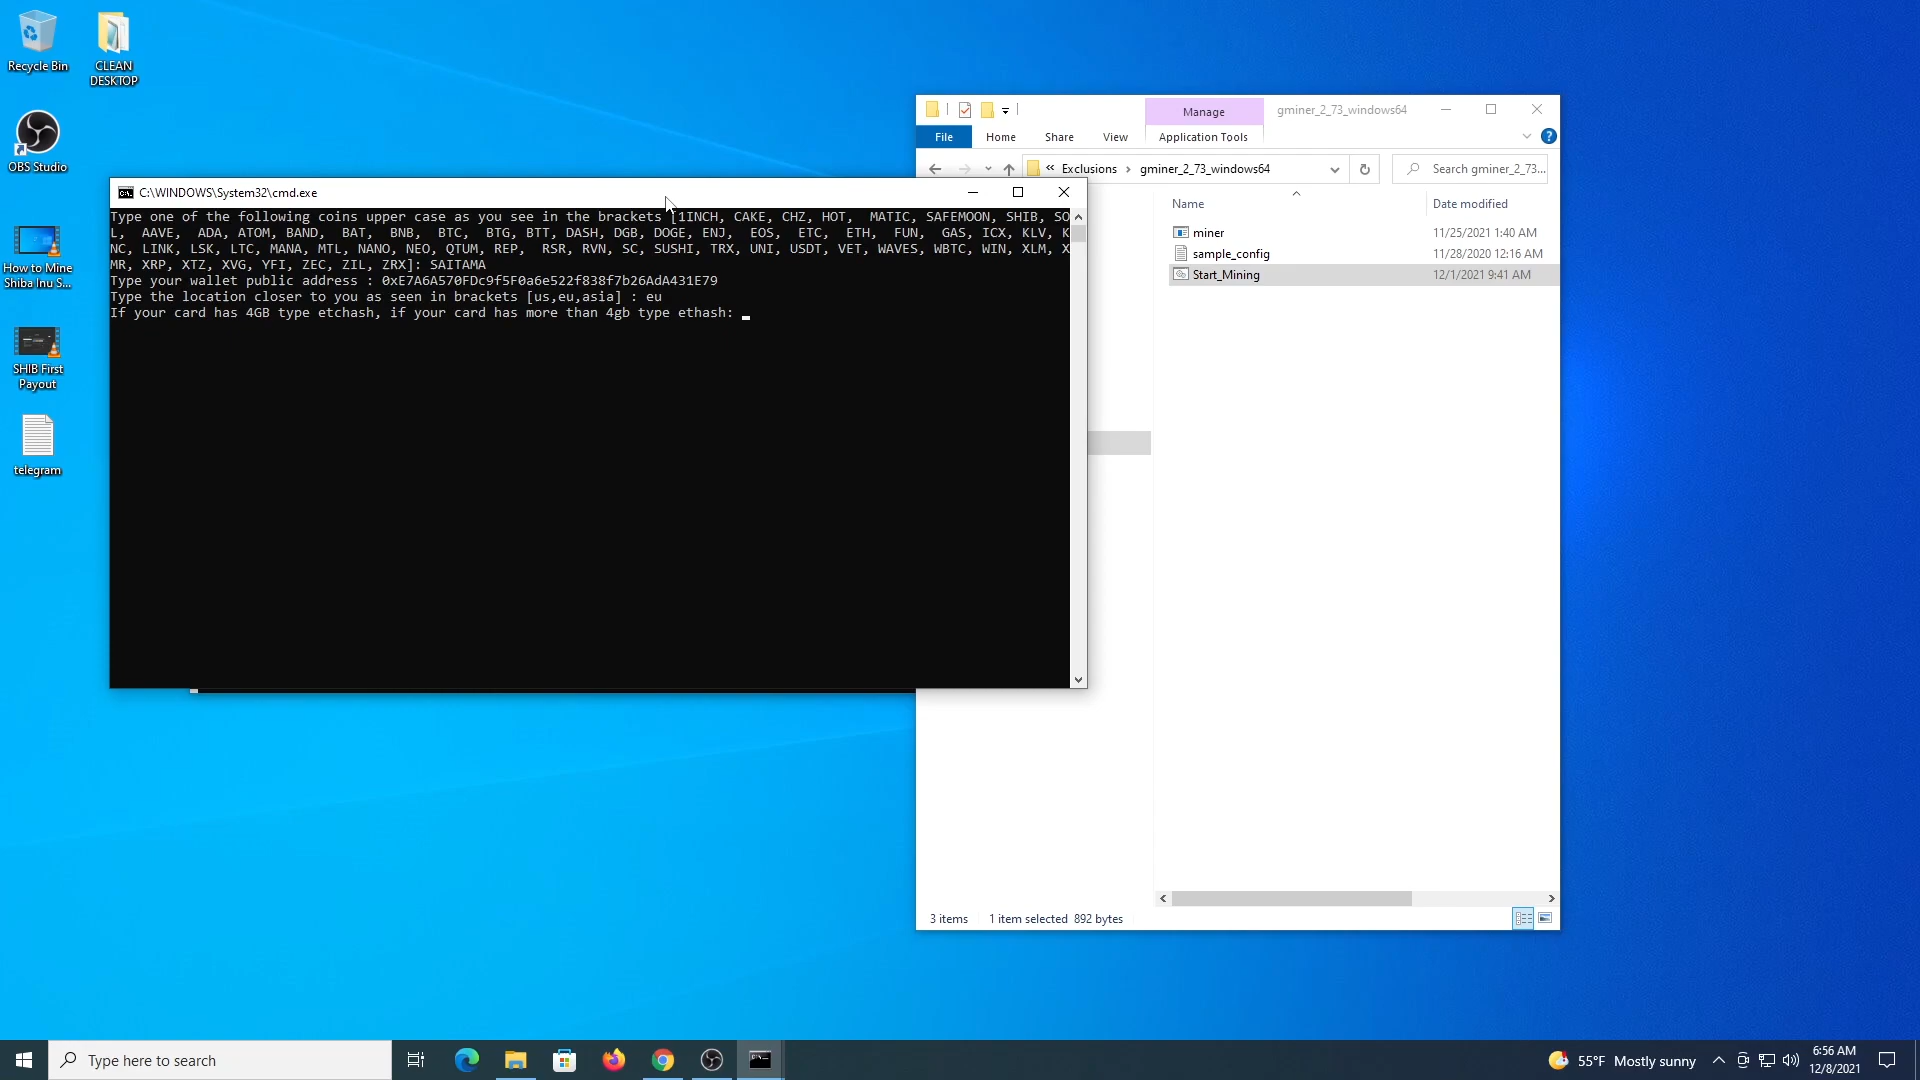 Recycle Bin
CLEAN
DESKTOP
OBS Studio
How to Mine
Shiba Inu S...
SHIB First
Payout
telegram
C:\WINDOWS\System32\cmd.exe
Type one of the following coins upper case as you see in the brackets [1INCH, CAKE, CHZ, HOT,  MATIC, SAFEMOON, SHIB, SO
L,  AAVE,  ADA, ATOM, BAND,  BAT,  BNB,  BTC,  BTG, BTT, DASH, DGB, DOGE, ENJ,  EOS,  ETC,  ETH,  FUN,  GAS, ICX, KLV, K
NC, LINK, LSK, LTC, MANA, MTL, NANO, NEO, QTUM, REP,  RSR, RVN, SC, SUSHI, TRX, UNI, USDT, VET, WAVES, WBTC, WIN, XLM, X
MR, XRP, XTZ, XVG, YFI, ZEC, ZIL, ZRX]: SAITAMA
Type your wallet public address : 0xE7A6A570FDc9f5F0a6e522f838f7b26AdA431E79
Type the location closer to you as seen in brackets [us,eu,asia] : eu
If your card has 4GB type etchash, if your card has more than 4gb type ethash:
Manage
gminer_2_73_windows64
File
Home
Share
View
Application Tools
« Exclusions > gminer_2_73_windows64
Search gminer_2_73...
Name
Date modified
miner
11/25/2021 1:40 AM
sample_config
11/28/2020 12:16 AM
Start_Mining
12/1/2021 9:41 AM
3 items
1 item selected 892 bytes
Type here to search
55°F Mostly sunny
6:56 AM
12/8/2021